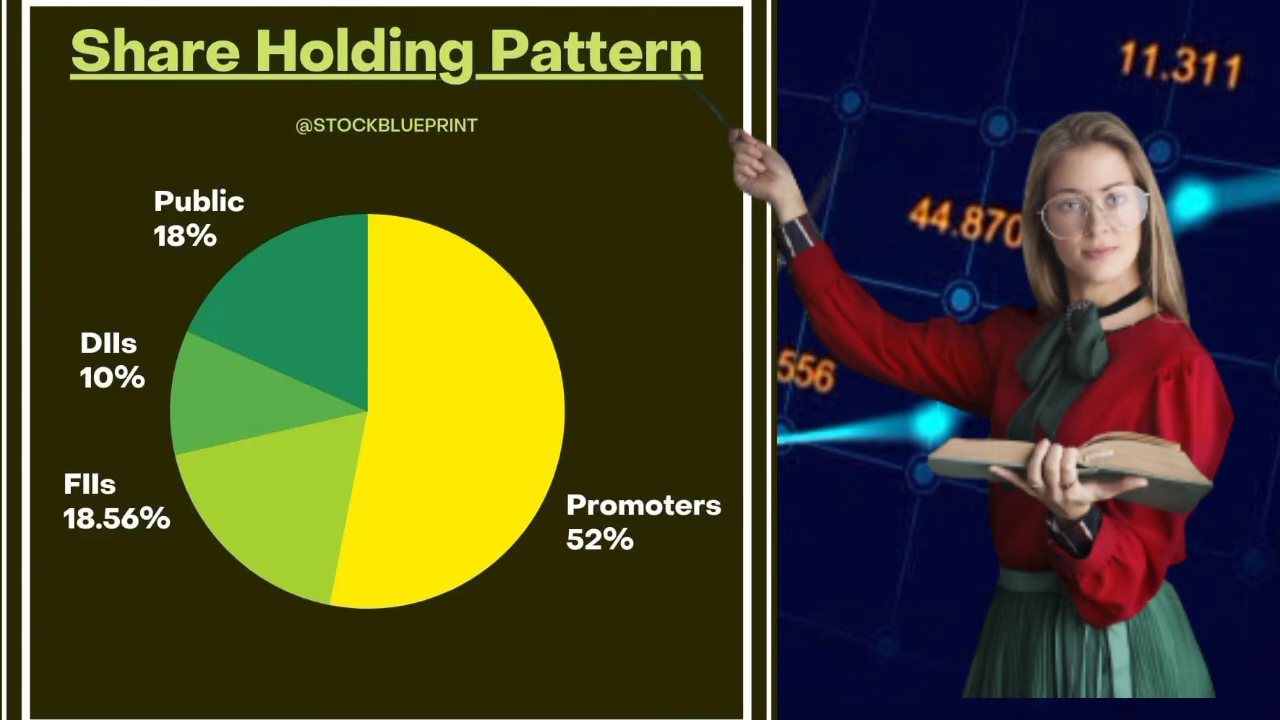 Share Holding Pattern
@STOCKBLUEPRINT
Public
18%
DIIs
10%
FIIs
18.56%
Promoters
52%
11.311
44.870
556